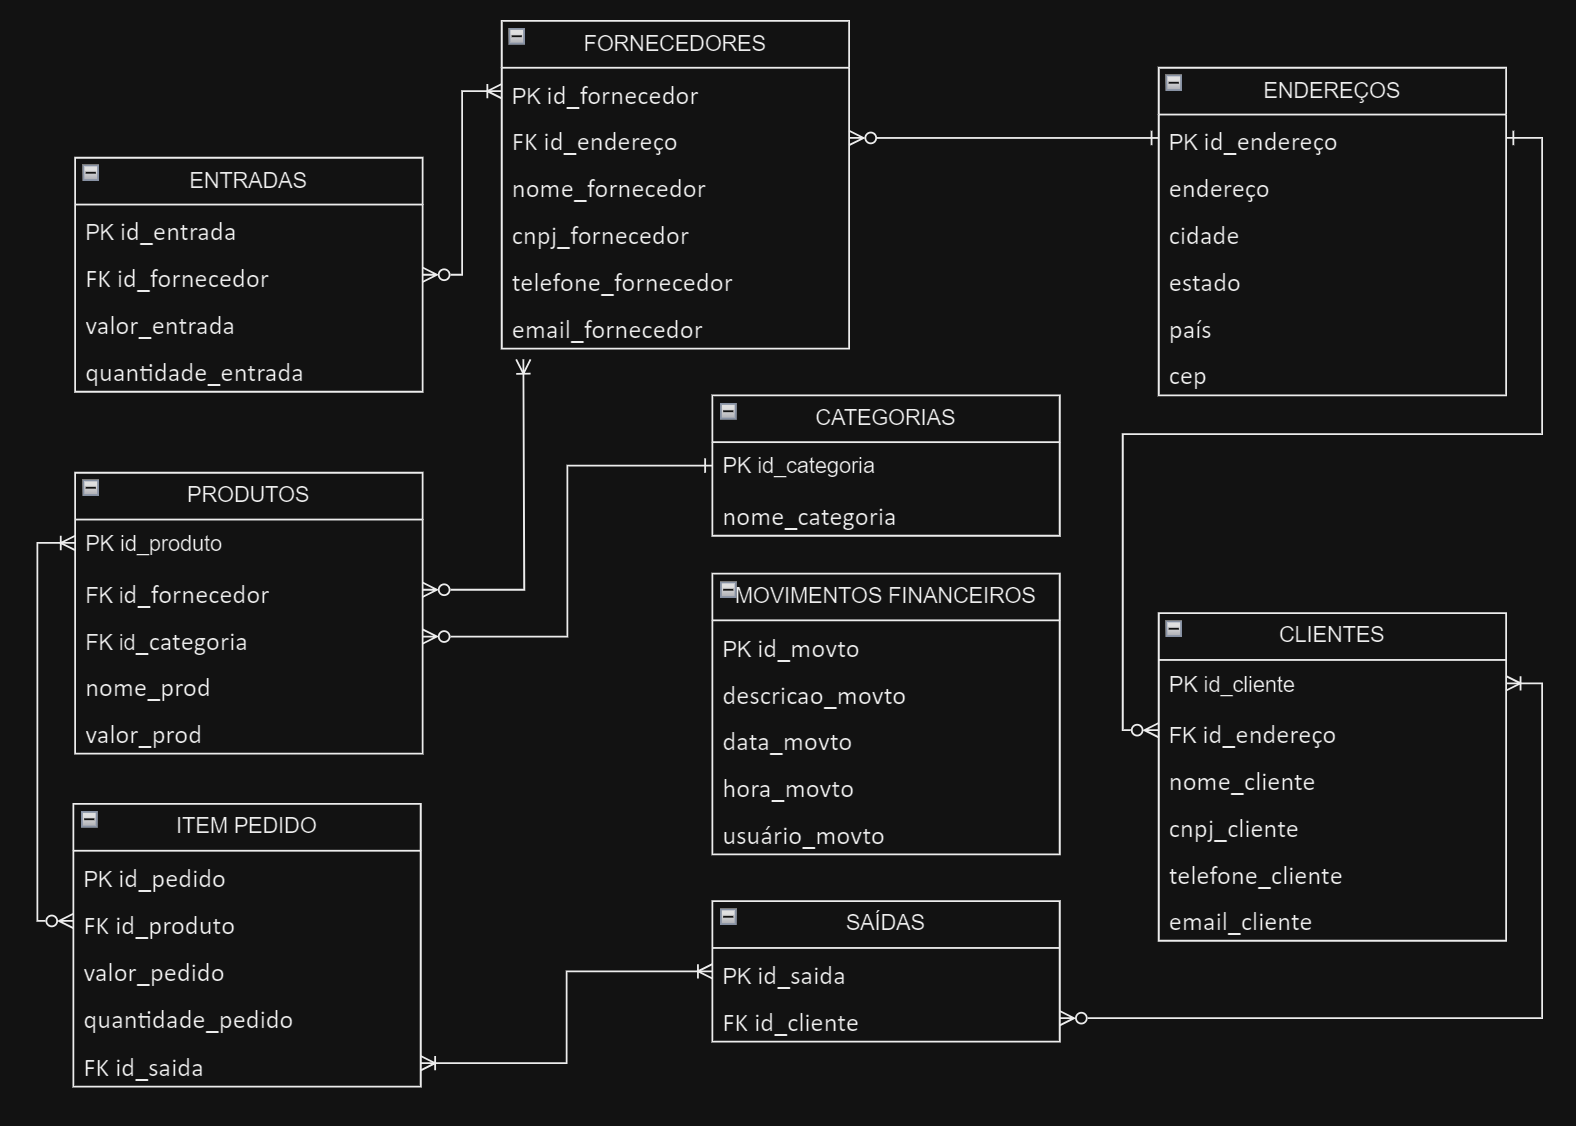 FORNECEDORES
PK id_fornecedor
FK id_endereço
nome_fornecedor
cnpj_fornecedor
telefone_fornecedor
email_fornecedor
ENDEREÇOS
PK id_endereço
endereço
cidade
estado
país
cep
ENTRADAS
PK id_entrada
FK id_fornecedor
valor_entrada
quantidade_entrada
CATEGORIAS
PK id_categoria
nome_categoria
PRODUTOS
PK id_produto
FK id_fornecedor
FK id_categoria
nome_prod
valor_prod
MOVIMENTOS FINANCEIROS
PK id_movto
descricao_movto
data_movto
hora_movto
usuário_movto
CLIENTES
PK id_cliente
FK id_endereço
nome_cliente
cnpj_cliente
telefone_cliente
email_cliente
ITEM PEDIDO
PK id_pedido
FK id_produto
valor_pedido
quantidade_pedido
FK id_saida
SAÍDAS
PK id_saida
FK id_cliente